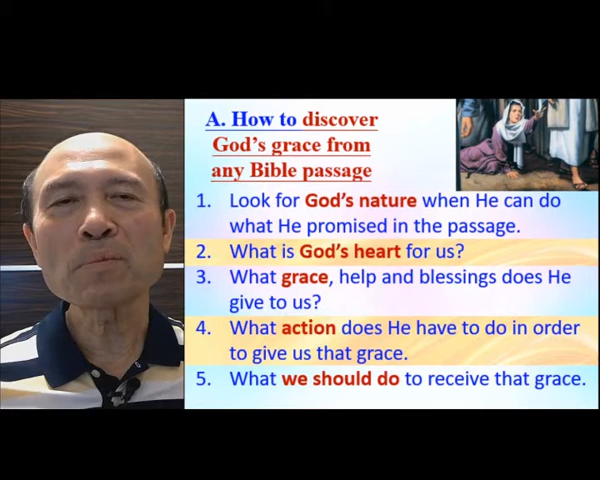 A. How to discover
God's grace from
any Bible passage
1. Look for God's nature when He can do
what He promised in the passage.
2. What is God's heart for us?
3. What grace, help and blessings does He
give to us?
4. What action does He have to do in order
to give us that grace.
5. What we should do to receive that grace.